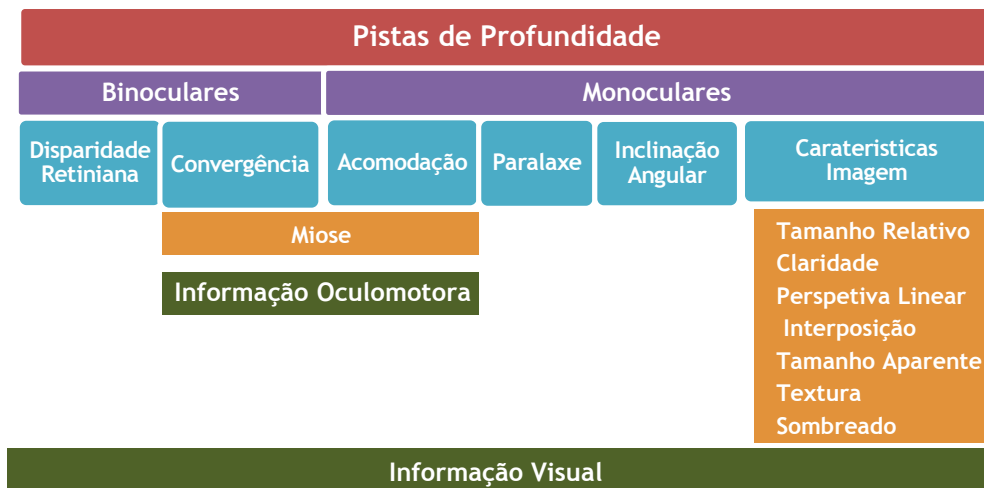 Pistas de Profundidade
Binoculares
Monoculares
Disparidade
Retiniana
Convergência
Acomodação
Paralaxe
Inclinação
Angular
Carateristicas
Imagem
Miose
Informação Oculomotora
Tamanho Relativo
Claridade
Perspetiva Linear
Interposição
Tamanho Aparente
Textura
Sombreado
Informação Visual